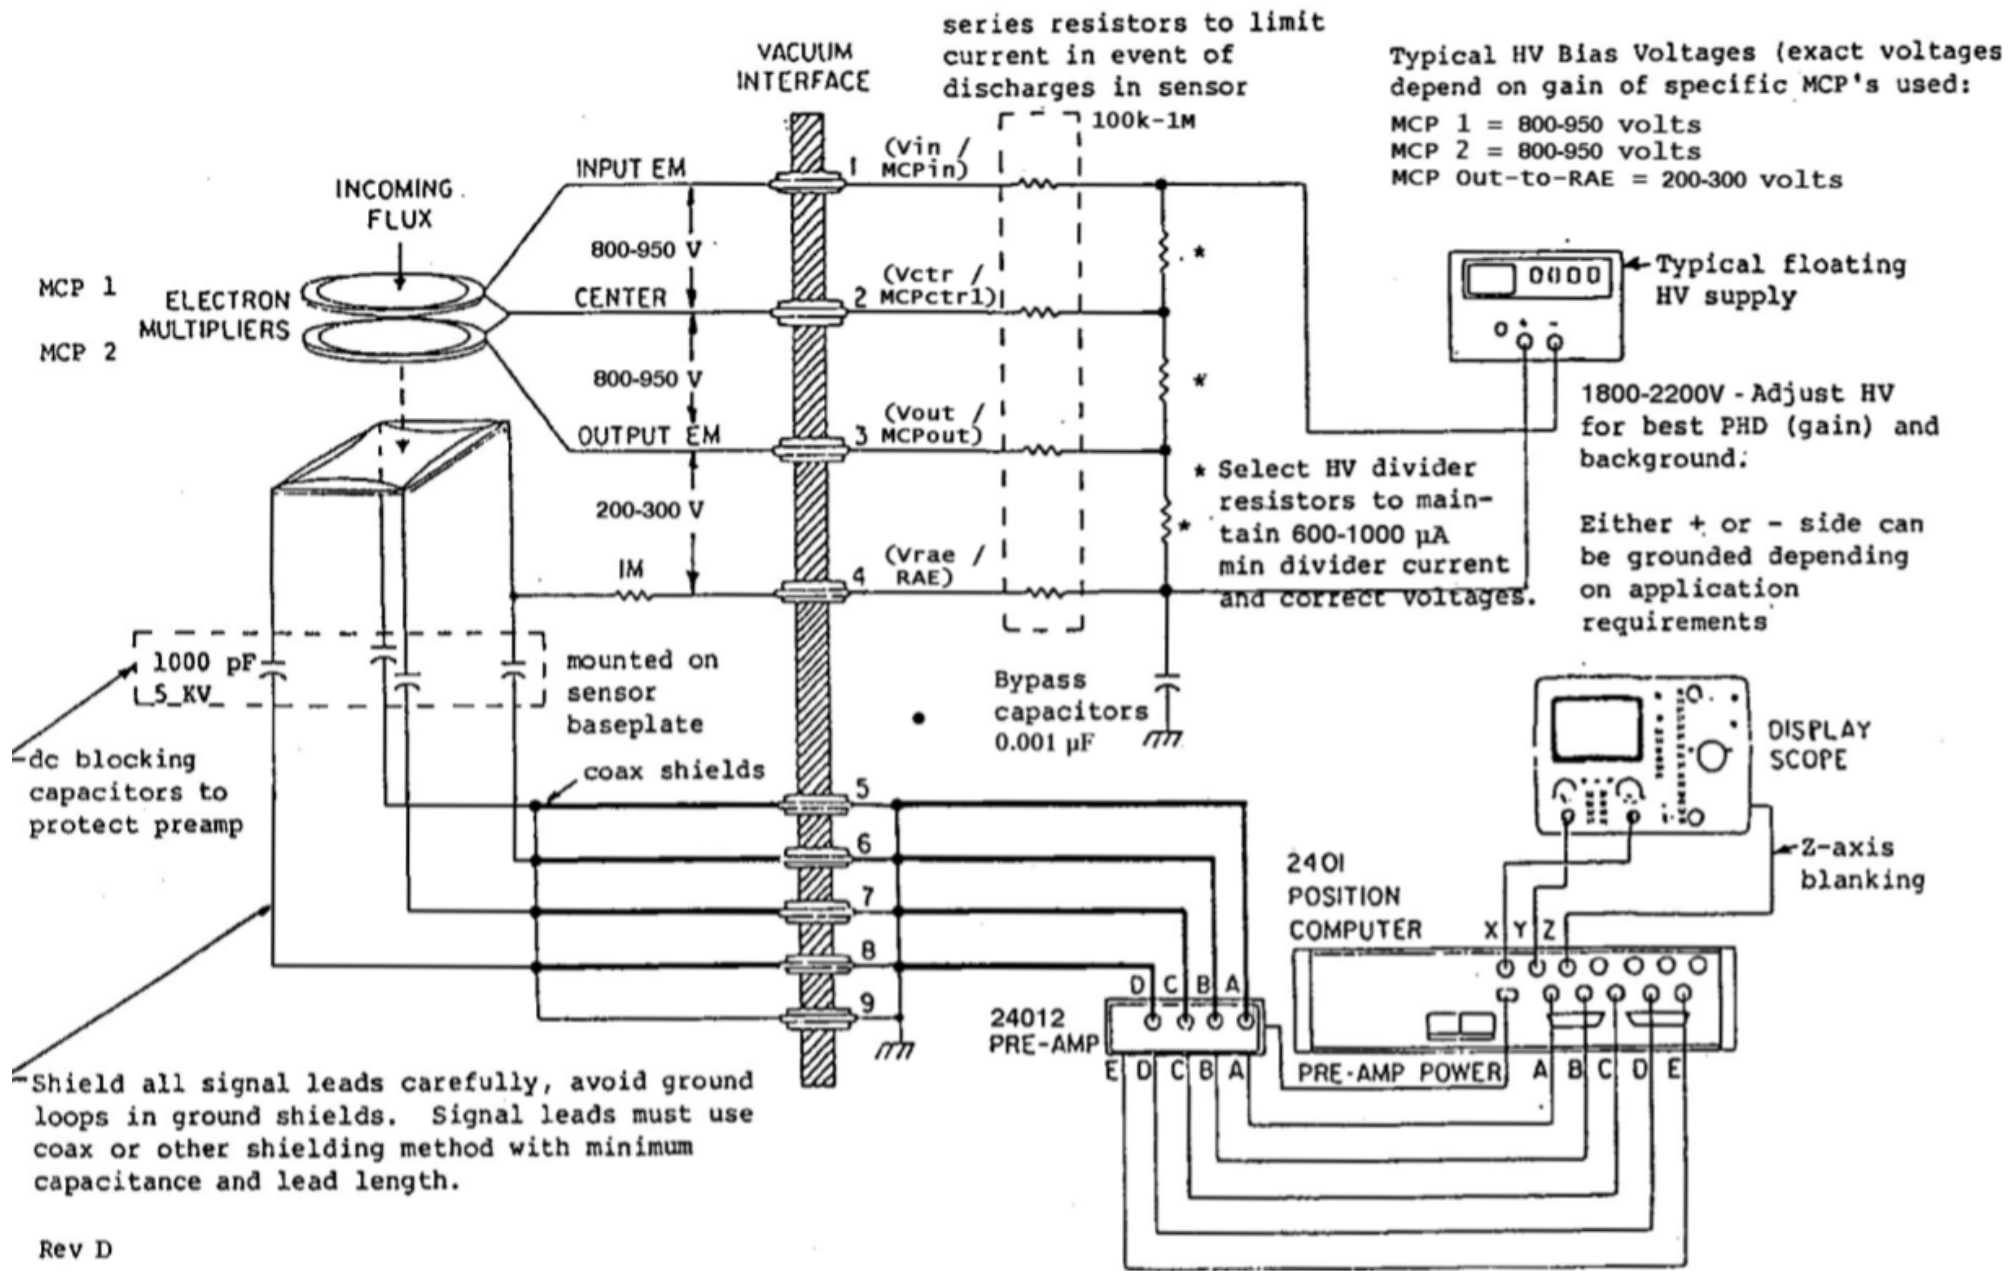 series resistors to limit
current in event of
discharges in sensor
100k-1M
Typical HV Bias Voltages (exact voltages
depend on gain of specific MCP's used:
MCP 1 = 800-950 volts
MCP 2 = 800-950 volts
MCP Out-to-RAE = 200-300 volts
VACUUM
INTERFACE
INCOMING
FLUX
MCP 1
MCP 2
ELECTRON
MULTIPLIERS
INPUT EM
800-950 V
CENTER
800-950 V
OUTPUT EM
200-300 V
1M
1
(Vin /
MCPin)
2
(Vctr /
MCPctrl)
3
(Vout /
MCPout)
4
(Vrae /
RAE)
*
*
*
* Select HV divider
resistors to main-
tain 600-1000 µA
min divider current
and correct voltages.
0000
+ -
Typical floating
HV supply
1800-2200V - Adjust HV
for best PHD (gain) and
background.
Either + or - side can
be grounded depending
on application
requirements
1000 pF
5 KV
mounted on
sensor
baseplate
Bypass
capacitors
0.001 µF
dc blocking
capacitors to
protect preamp
coax shields
5
6
7
8
9
DISPLAY
SCOPE
Z-axis
blanking
2401
POSITION
COMPUTER
X Y Z
D C B A
24012
PRE-AMP
E D C B A
PRE-AMP POWER A B C D E
Shield all signal leads carefully, avoid ground
loops in ground shields. Signal leads must use
coax or other shielding method with minimum
capacitance and lead length.
Rev D